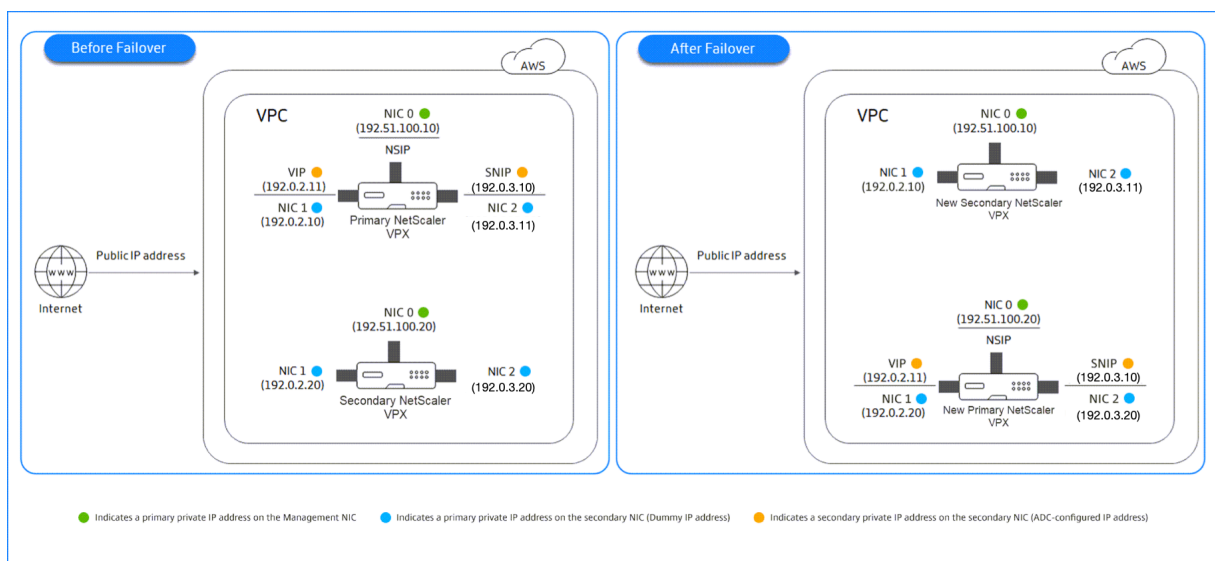 Before Failover
AWS
VPC
NIC 0
(192.51.100.10)
NSIP
VIP
(192.0.2.11)
NIC 1
(192.0.2.10)
SNIP
(192.0.3.10)
NIC 2
(192.0.3.11)
Primary NetScaler
VPX
Public IP address
www
Internet
NIC 0
(192.51.100.20)
NIC 1
(192.0.2.20)
NIC 2
(192.0.3.20)
Secondary NetScaler
VPX
After Failover
AWS
VPC
NIC 0
(192.51.100.10)
NIC 1
(192.0.2.10)
NIC 2
(192.0.3.11)
New Secondary NetScaler
VPX
Public IP address
www
Internet
NIC 0
(192.51.100.20)
NSIP
VIP
(192.0.2.11)
NIC 1
(192.0.2.20)
SNIP
(192.0.3.10)
NIC 2
(192.0.3.20)
New Primary NetScaler
VPX
Indicates a primary private IP address on the Management NIC
Indicates a primary private IP address on the secondary NIC (Dummy IP address)
Indicates a secondary private IP address on the secondary NIC (ADC-configured IP address)